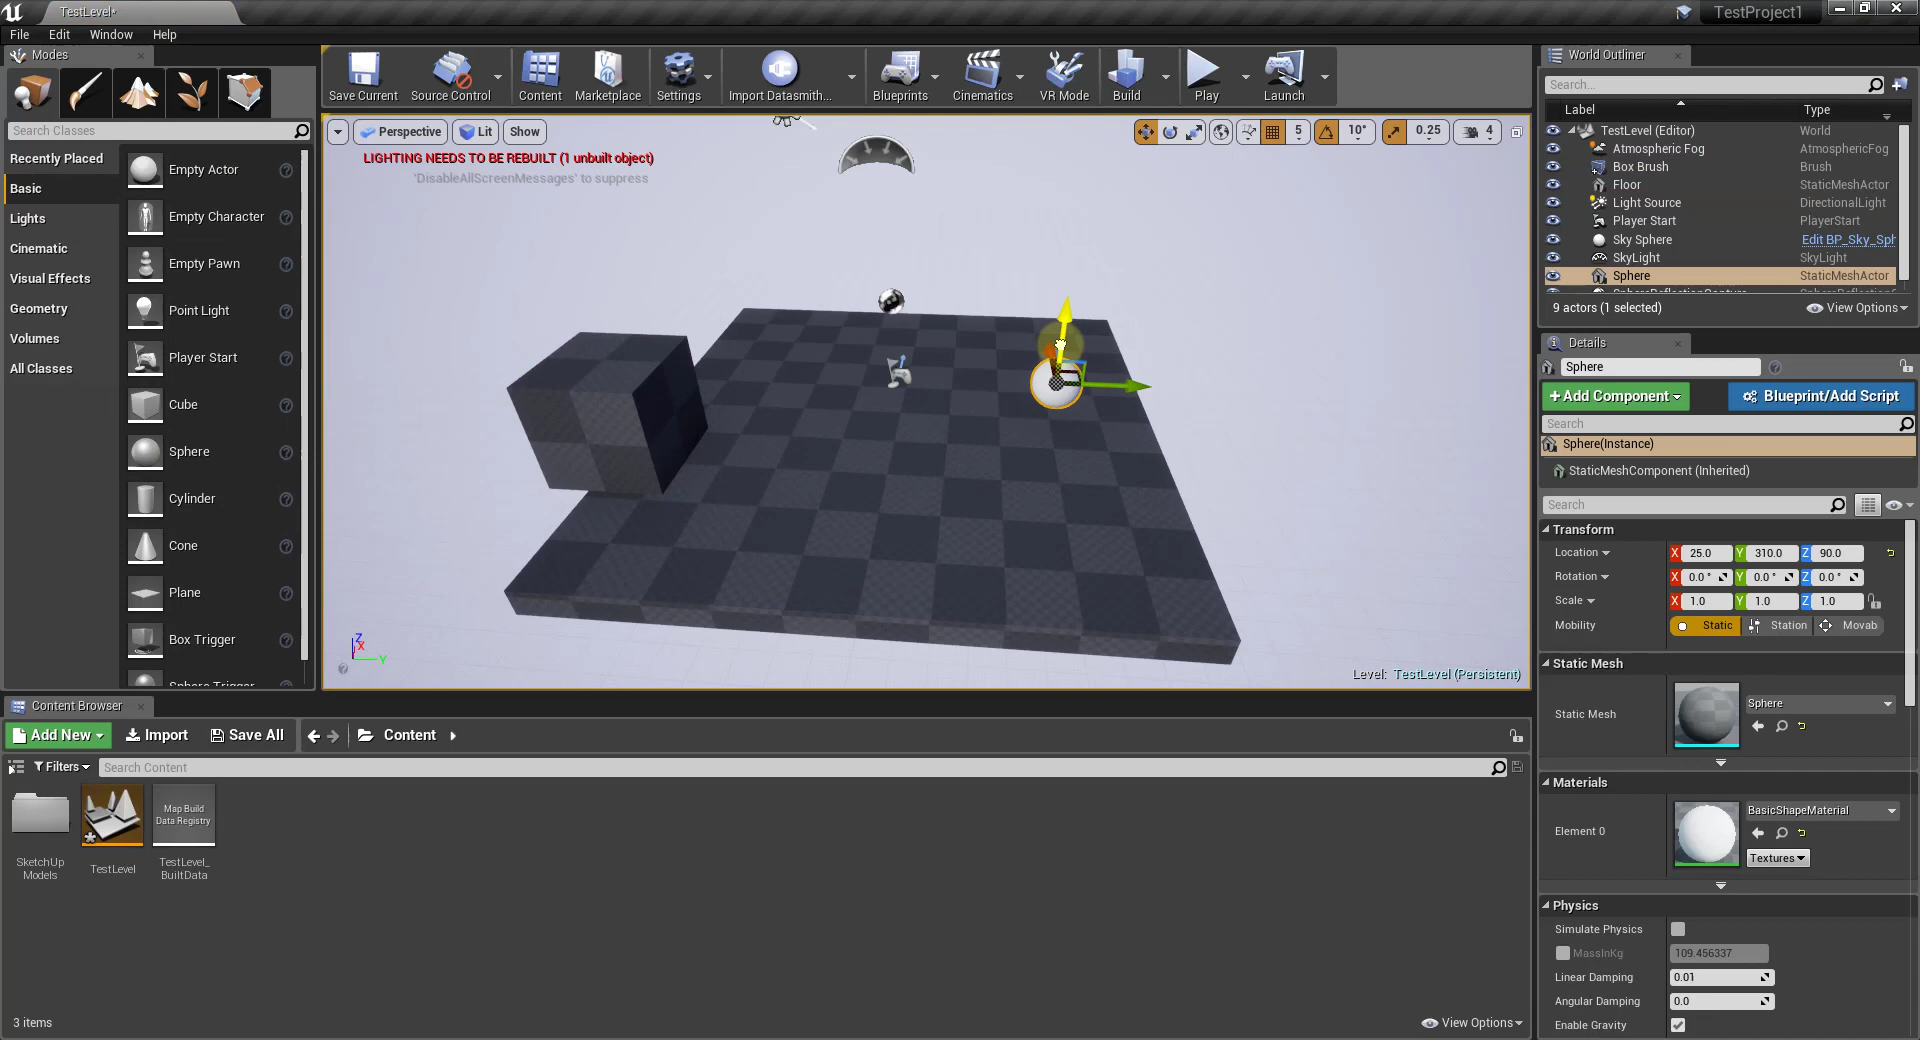 TestLevel*
TestProject1
File Edit Window Help
Modes
Search Classes
Recently Placed
Basic
Lights
Cinematic
Visual Effects
Geometry
Volumes
All Classes
Empty Actor
Empty Character
Empty Pawn
Point Light
Player Start
Cube
Sphere
Cylinder
Cone
Plane
Box Trigger
Sphere Trigger
Save Current
Source Control
Content
Marketplace
Settings
Import Datasmith...
Blueprints
Cinematics
VR Mode
Build
Play
Launch
Perspective Lit Show
5 10° 0.25 4
LIGHTING NEEDS TO BE REBUILT (1 unbuilt object)
'DisableAllScreenMessages' to suppress
Z
X
Y
Level: TestLevel (Persistent)
World Outliner
Search...
Label Type
TestLevel (Editor) World
Atmospheric Fog AtmosphericFog
Box Brush Brush
Floor StaticMeshActor
Light Source DirectionalLight
Player Start PlayerStart
Sky Sphere Edit BP_Sky_Sph
SkyLight SkyLight
Sphere StaticMeshActor
9 actors (1 selected) View Options
Details
Sphere
+Add Component Blueprint/Add Script
Search
Sphere(Instance)
StaticMeshComponent (Inherited)
Search
Transform
Location X 25.0 Y 310.0 Z 90.0
Rotation X 0.0 ° Y 0.0 ° Z 0.0 °
Scale X 1.0 Y 1.0 Z 1.0
Mobility Static Station Movab
Static Mesh
Static Mesh Sphere
Materials
Element 0 BasicShapeMaterial
Textures
Physics
Simulate Physics
MassInKg 109.456337
Linear Damping 0.01
Angular Damping 0.0
Enable Gravity
Content Browser
Add New Import Save All Content
Filters Search Content
Map Build
Data Registry
SketchUp
Models
TestLevel
TestLevel_
BuiltData
3 items
View Options